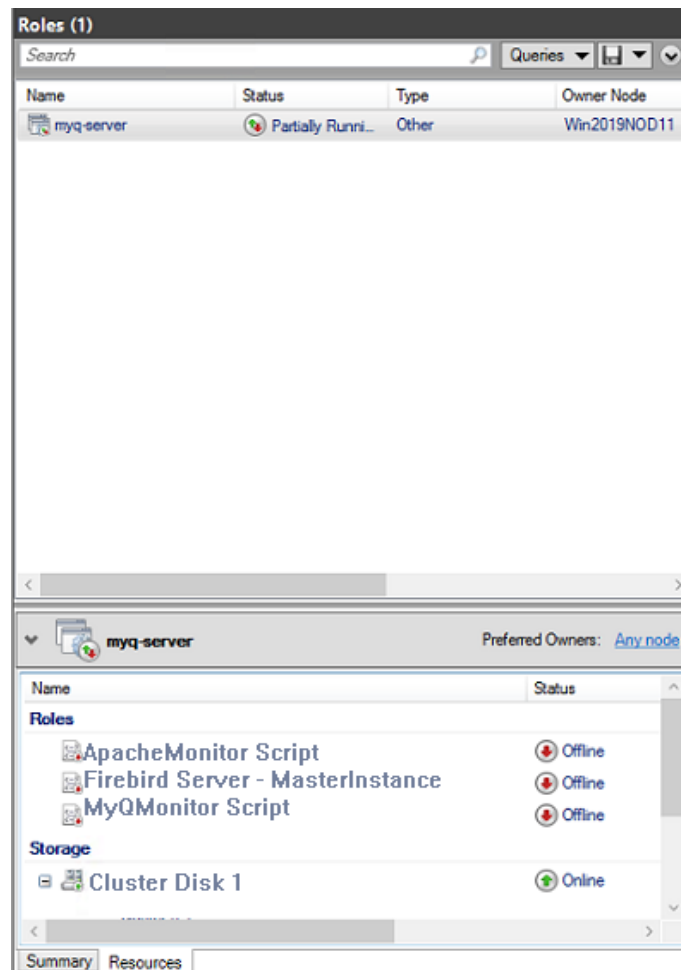 Roles (1)
Search Queries
Name Status Type Owner Node
myq-server Partially Runni... Other Win2019NOD11
myq-server Preferred Owners: Any node
Name Status
Roles
ApacheMonitor Script Offline
Firebird Server - MasterInstance Offline
MyQMonitor Script Offline
Storage
Cluster Disk 1 Online
Summary Resources